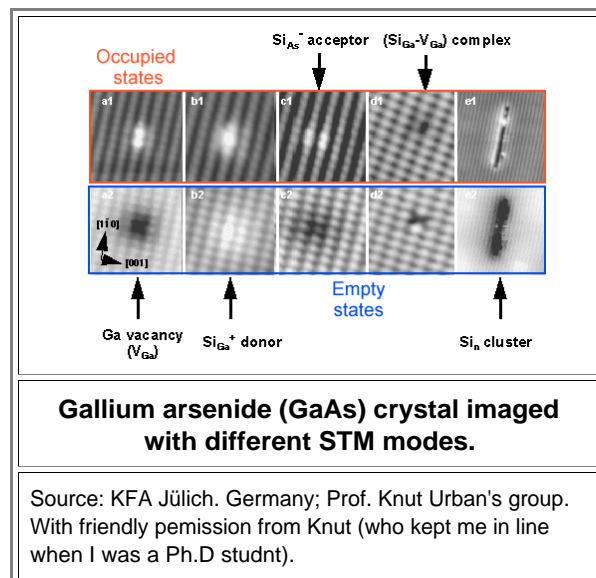 Si_As^- acceptor (Si_Ga-V_Ga) complex
Occupied
states
a1 b1 c1 d1 e1
a2 b2 c2 d2 e2
[11̄0]
[001]
Empty
states
Ga vacancy
(V_Ga)
Si_Ga^+ donor
Si_n cluster
Gallium arsenide (GaAs) crystal imaged
with different STM modes.
Source: KFA Jülich. Germany; Prof. Knut Urban's group.
With friendly pemission from Knut (who kept me in line
when I was a Ph.D studnt).